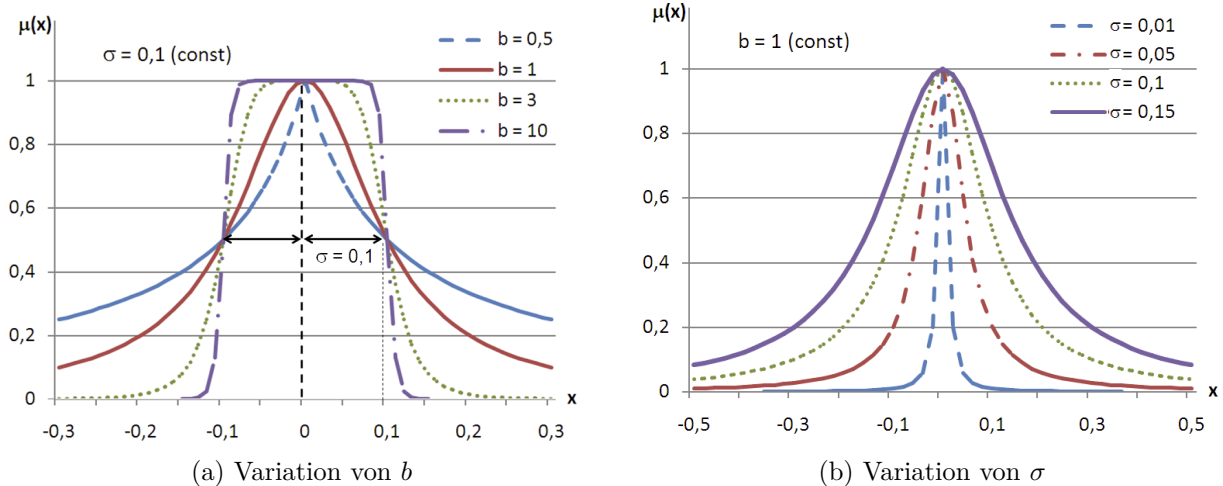 μ(x)
σ = 0,1 (const)
b = 0,5
b = 1
b = 3
b = 10
1
0,8
0,6
0,4
0,2
0
σ = 0,1
x
-0,3 -0,1 0 0,1 0,2 0,3
(a) Variation von b
μ(x)
b = 1 (const)
σ= 0,01
σ= 0,05
σ= 0,1
σ= 0,15
1
0,8
0,6
0,4
0,2
0
x
-0,5 -0,3 -0,1 0,1 0,3 0,5
(b) Variation von σ